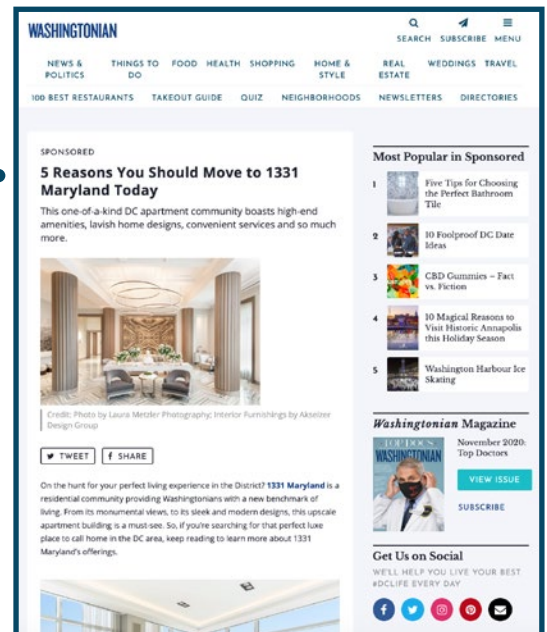 WASHINGTONIAN
SEARCH SUBSCRIBE MENU
NEWS & POLITICS
THINGS TO DO
FOOD
HEALTH
SHOPPING
HOME & STYLE
REAL ESTATE
WEDDINGS
TRAVEL
100 BEST RESTAURANTS
TAKEOUT GUIDE
QUIZ
NEIGHBORHOODS
NEWSLETTERS
DIRECTORIES
SPONSORED
5 Reasons You Should Move to 1331
Maryland Today
This one-of-a-kind DC apartment community boasts high-end
amenities, lavish home designs, convenient services and so much
more.
Credit: Photo by Laura Metzler Photography; Interior Furnishings by Akseizer
Design Group
TWEET
SHARE
On the hunt for your perfect living experience in the District? 1331 Maryland is a
residential community providing Washingtonians with a new benchmark of
living. From its monumental views, to its sleek and modern designs, this upscale
apartment building is a must-see. So, if you're searching for that perfect luxe
place to call home in the DC area, keep reading to learn more about 1331
Maryland's offerings.
Most Popular in Sponsored
1
Five Tips for Choosing
the Perfect Bathroom
Tile
2
10 Foolproof DC Date
Ideas
3
CBD Gummies – Fact
vs. Fiction
4
10 Magical Reasons to
Visit Historic Annapolis
this Holiday Season
5
Washington Harbour Ice
Skating
Washingtonian Magazine
TOP DOCS
WASHINGTONIAN
November 2020:
Top Doctors
VIEW ISSUE
SUBSCRIBE
Get Us on Social
WE'LL HELP YOU LIVE YOUR BEST
#DCLIFE EVERY DAY